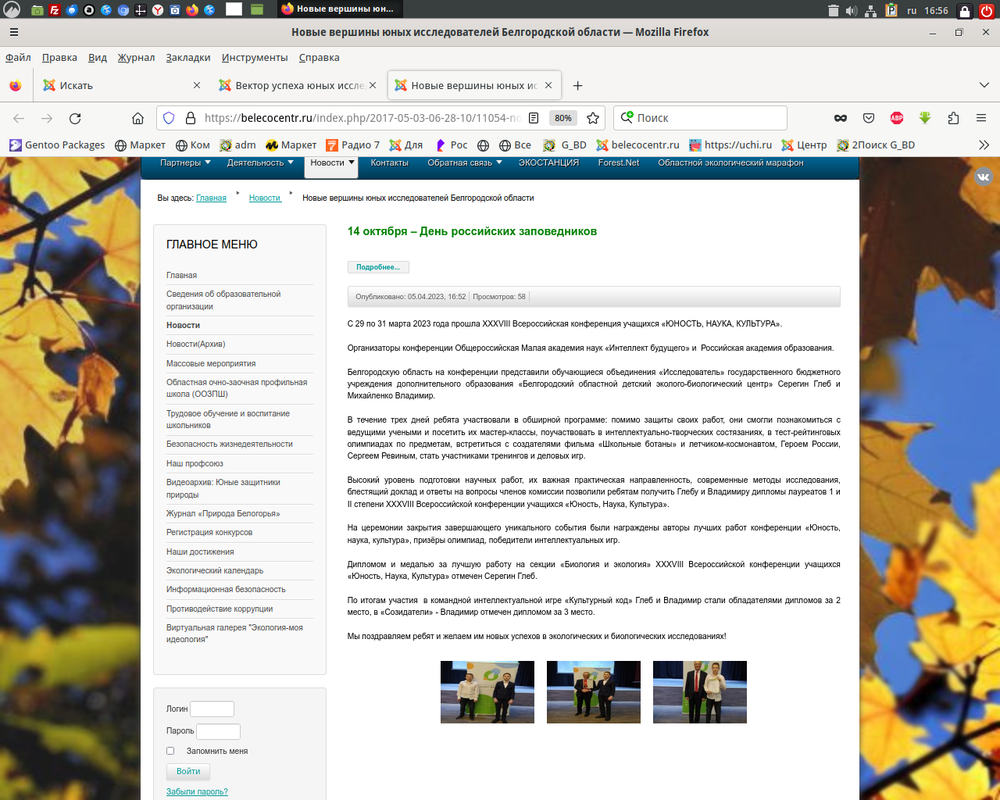 Новые вершины юн...
ru 16:56
Новые вершины юных исследователей Белгородской области — Mozilla Firefox
Файл Правка Вид Журнал Закладки Инструменты Справка
Искать
Вектор успеха юных иссле
Новые вершины юных ис
https://belecocentr.ru/index.php/2017-05-03-06-28-10/11054-no
80%
Поиск
ABP
Gentoo Packages Маркет Ком adm Маркет Радио 7 Для Рос Все G_BD belecocentr.ru https://uchi.ru Центр 2Поиск G_BD
Партнеры Деятельность Новости Контакты Обратная связь ЭКОСТАНЦИЯ Forest.Net Областной экологический марафон
Вы здесь: Главная Новости Новые вершины юных исследователей Белгородской области
ГЛАВНОЕ МЕНЮ
Главная
Сведения об образовательной
организации
Новости
Новости(Архив)
Массовые мероприятия
Областная очно-заочная профильная
школа (ООЗПШ)
Трудовое обучение и воспитание
школьников
Безопасность жизнедеятельности
Наш профсоюз
Видеоархив: Юные защитники
природы
Журнал «Природа Белогорья»
Регистрация конкурсов
Наши достижения
Экологический календарь
Информационная безопасность
Противодействие коррупции
Виртуальная галерея "Экология-моя
идеология"
Логин
Пароль
Запомнить меня
Войти
Забыли пароль?
14 октября – День российских заповедников
Подробнее...
Опубликовано: 05.04.2023, 16:52 Просмотров: 58
С 29 по 31 марта 2023 года прошла XXXVIII Всероссийская конференция учащихся «ЮНОСТЬ, НАУКА, КУЛЬТУРА».
Организаторы конференции Общероссийская Малая академия наук «Интеллект будущего» и  Российская академия образования.
Белгородскую область на конференции представили обучающиеся объединения «Исследователь» государственного бюджетного
учреждения дополнительного образования «Белгородский областной детский эколого-биологический центр» Серегин Глеб и
Михайленко Владимир.
В течение трех дней ребята участвовали в обширной программе: помимо защиты своих работ, они смогли познакомиться с
ведущими учеными и посетить их мастер-классы, поучаствовать в интеллектуально-творческих состязаниях, в тест-рейтинговых
олимпиадах по предметам, встретиться с создателями фильма «Школьные ботаны» и летчиком-космонавтом, Героем России,
Сергеем Ревиным, стать участниками тренингов и деловых игр.
Высокий уровень подготовки научных работ, их важная практическая направленность, современные методы исследования,
блестящий доклад и ответы на вопросы членов комиссии позволили ребятам получить Глебу и Владимиру дипломы лауреатов 1 и
II степени XXXVIII Всероссийской конференции учащихся «Юность, Наука, Культура».
На церемонии закрытия завершающего уникального события были награждены авторы лучших работ конференции «Юность,
наука, культура», призёры олимпиад, победители интеллектуальных игр.
Дипломом и медалью за лучшую работу на секции «Биология и экология» XXXVIII Всероссийской конференции учащихся
«Юность, Наука, Культура» отмечен Серегин Глеб.
По итогам участия  в командной интеллектуальной игре «Культурный код» Глеб и Владимир стали обладателями дипломов за 2
место, в «Созидатели» - Владимир отмечен дипломом за 3 место.
Мы поздравляем ребят и желаем им новых успехов в экологических и биологических исследованиях!